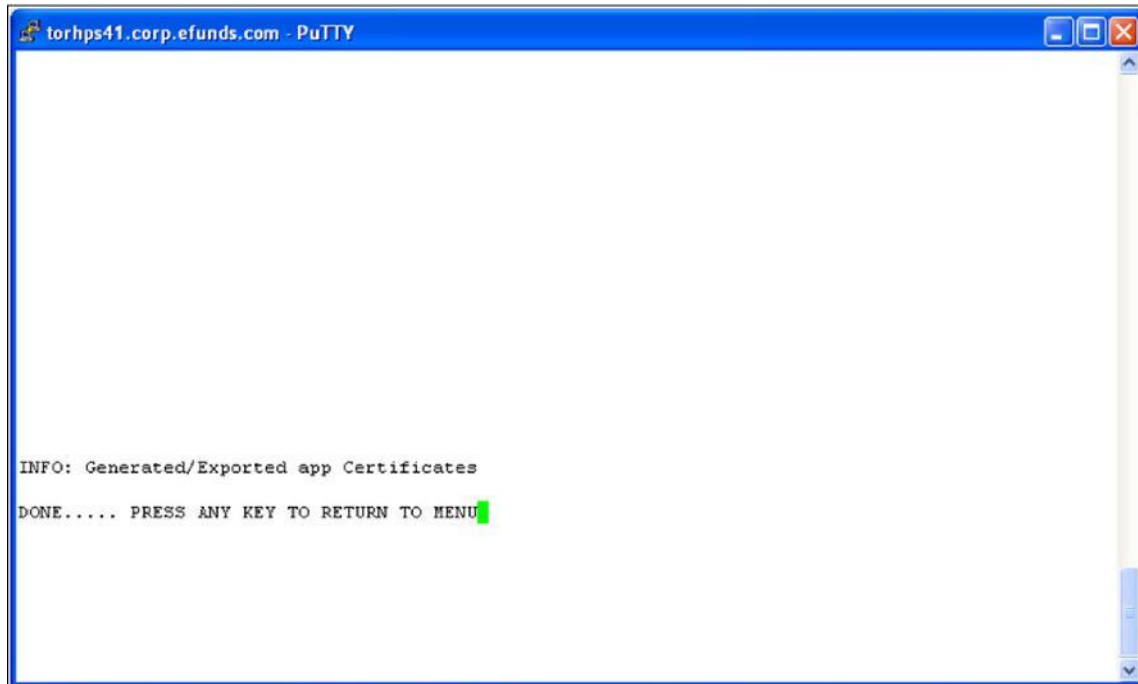 torhps41.corp.efunds.com - PuTTY
INFO: Generated/Exported app Certificates
DONE..... PRESS ANY KEY TO RETURN TO MENU